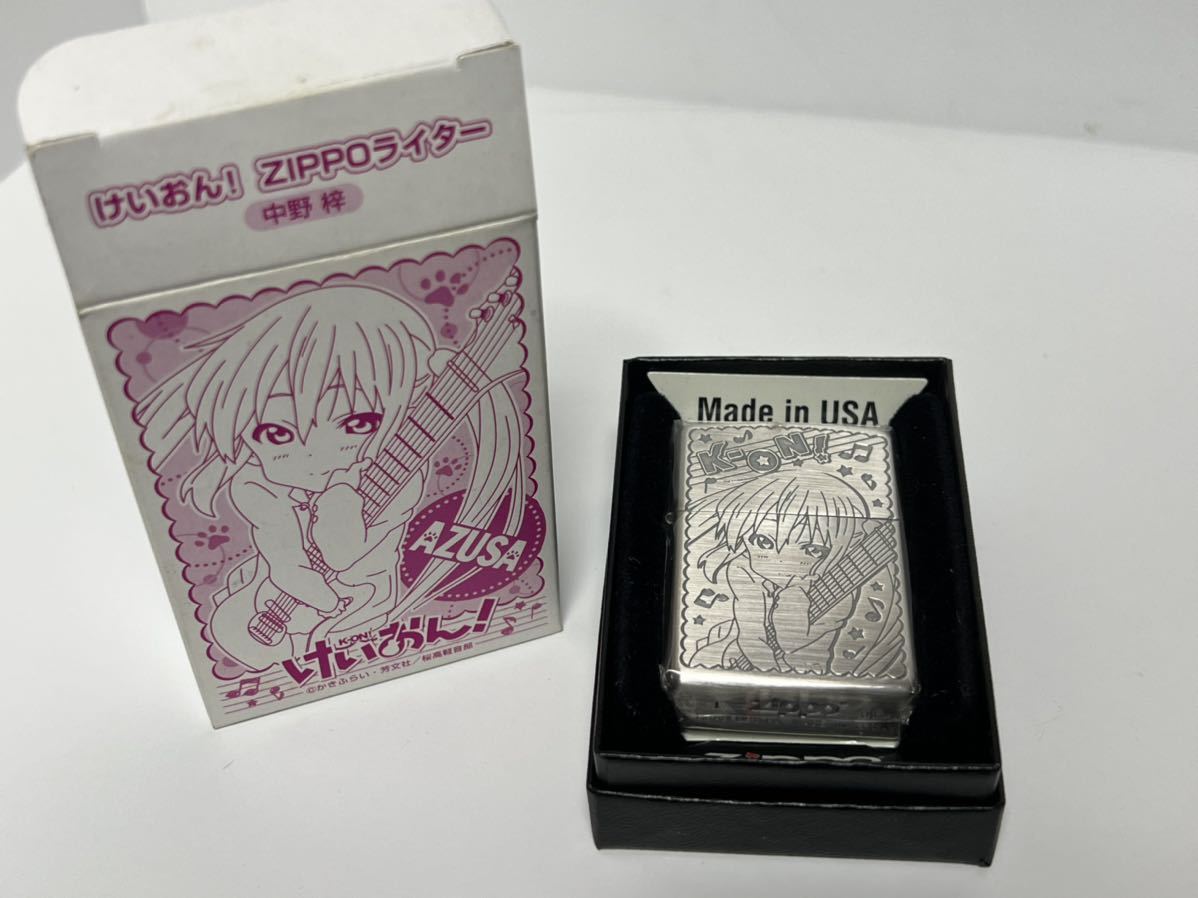 けいおん! ZIPPOライター
中野 梓
AZUSA
K-ON!
けいおん!
©かきふらい・芳文社/桜高軽音部
Made in USA
K-ON!!
Zippo
ZIPPO